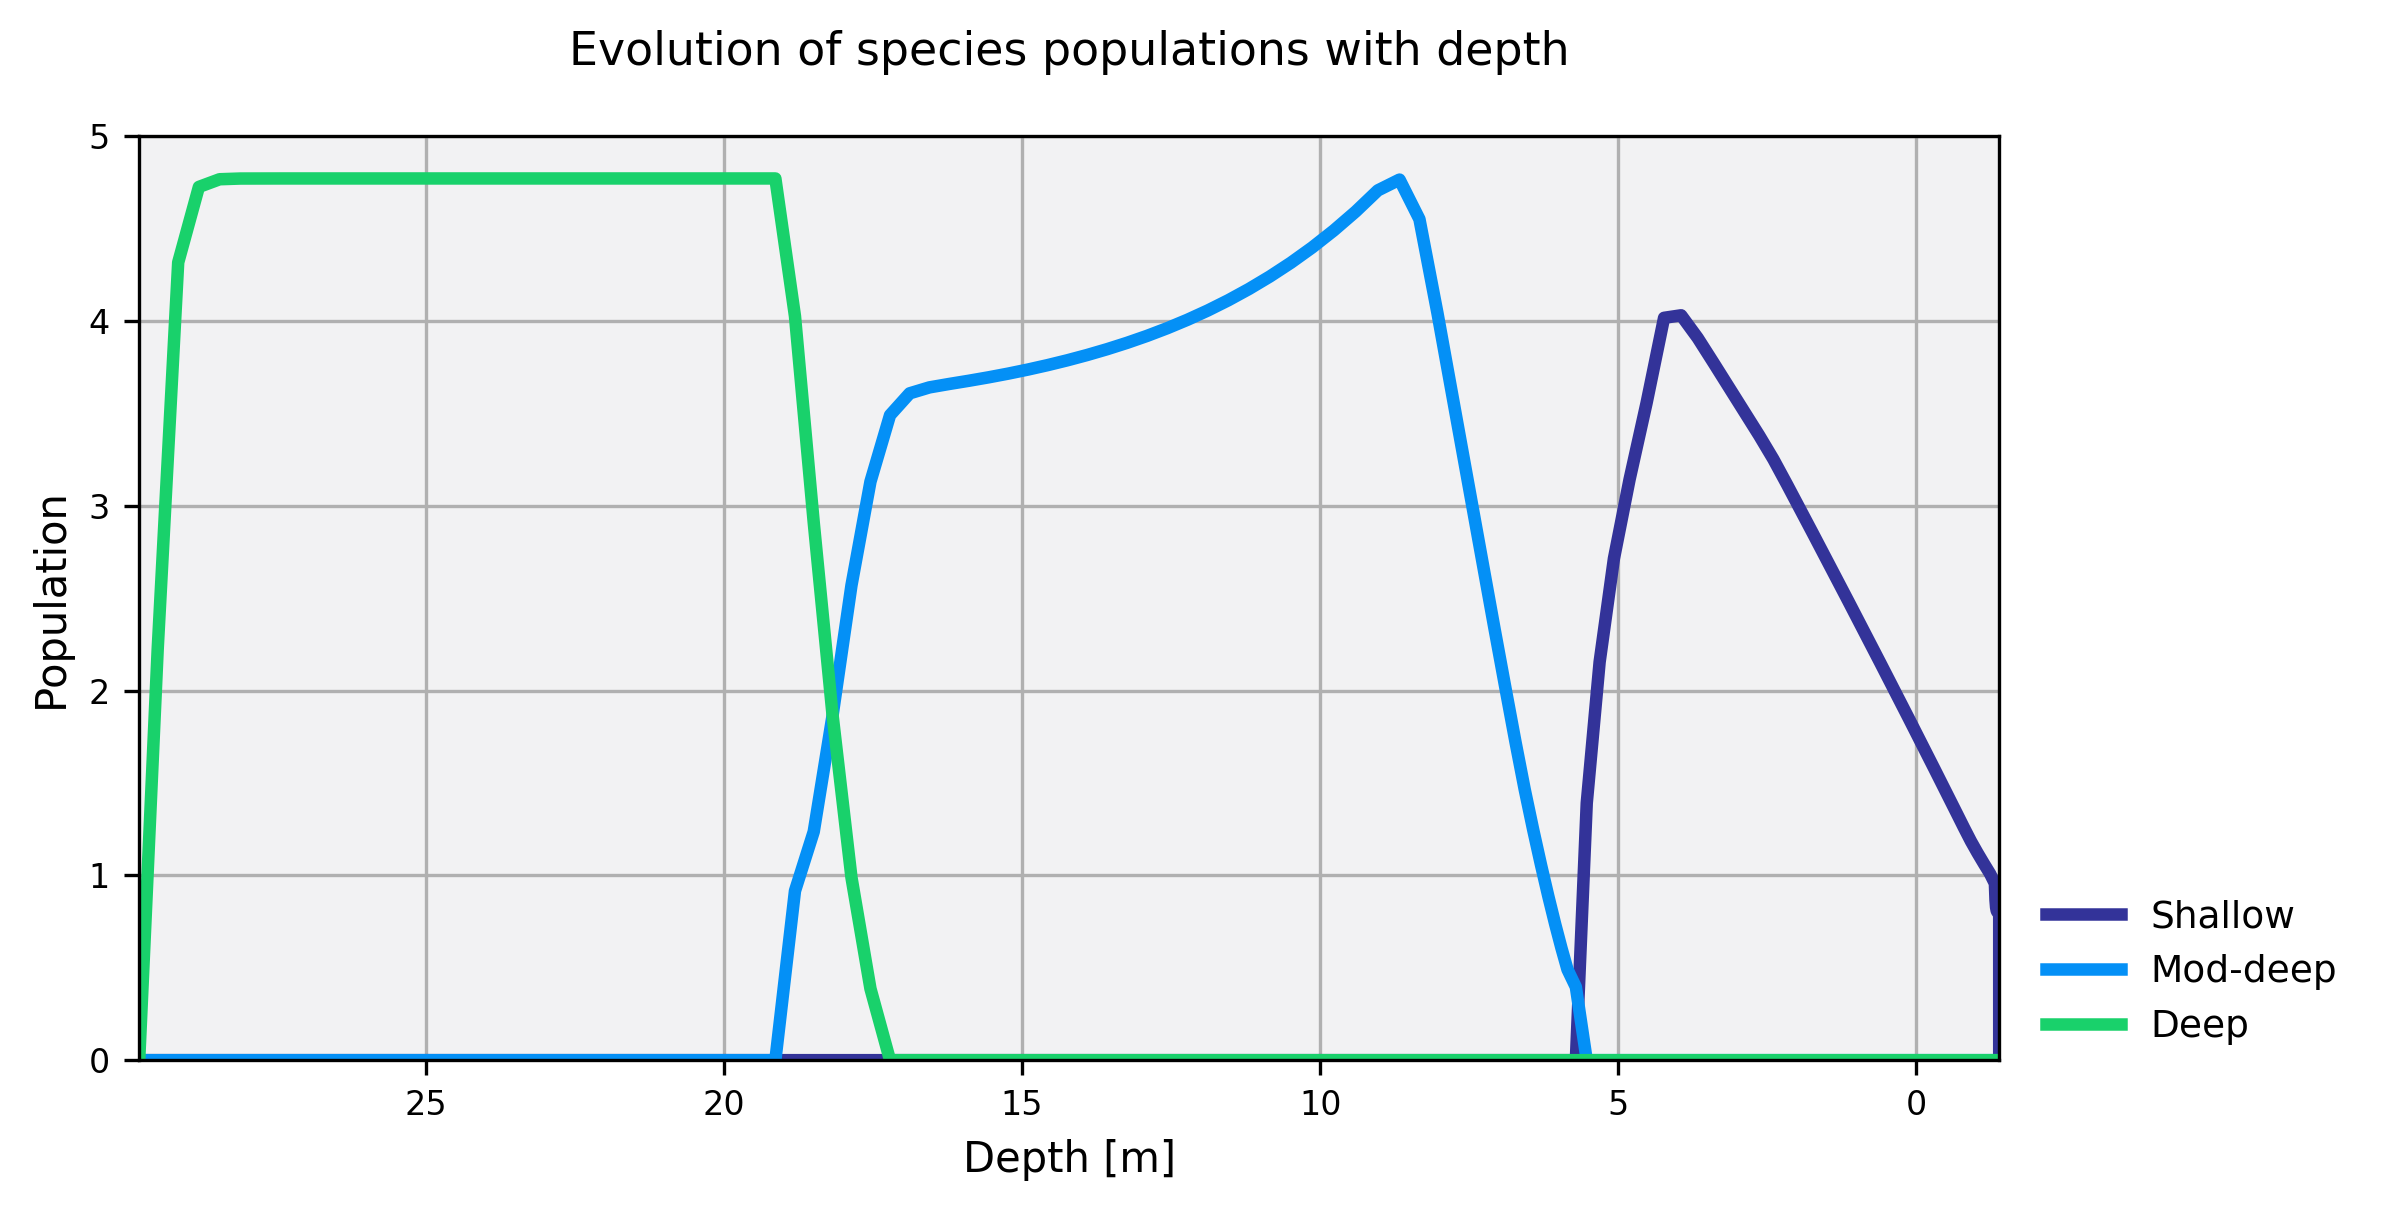 Evolution of species populations with depth
5
4
3
2
1
0
Population
25 20 15 10 5 0
Depth [m]
Shallow
Mod-deep
Deep